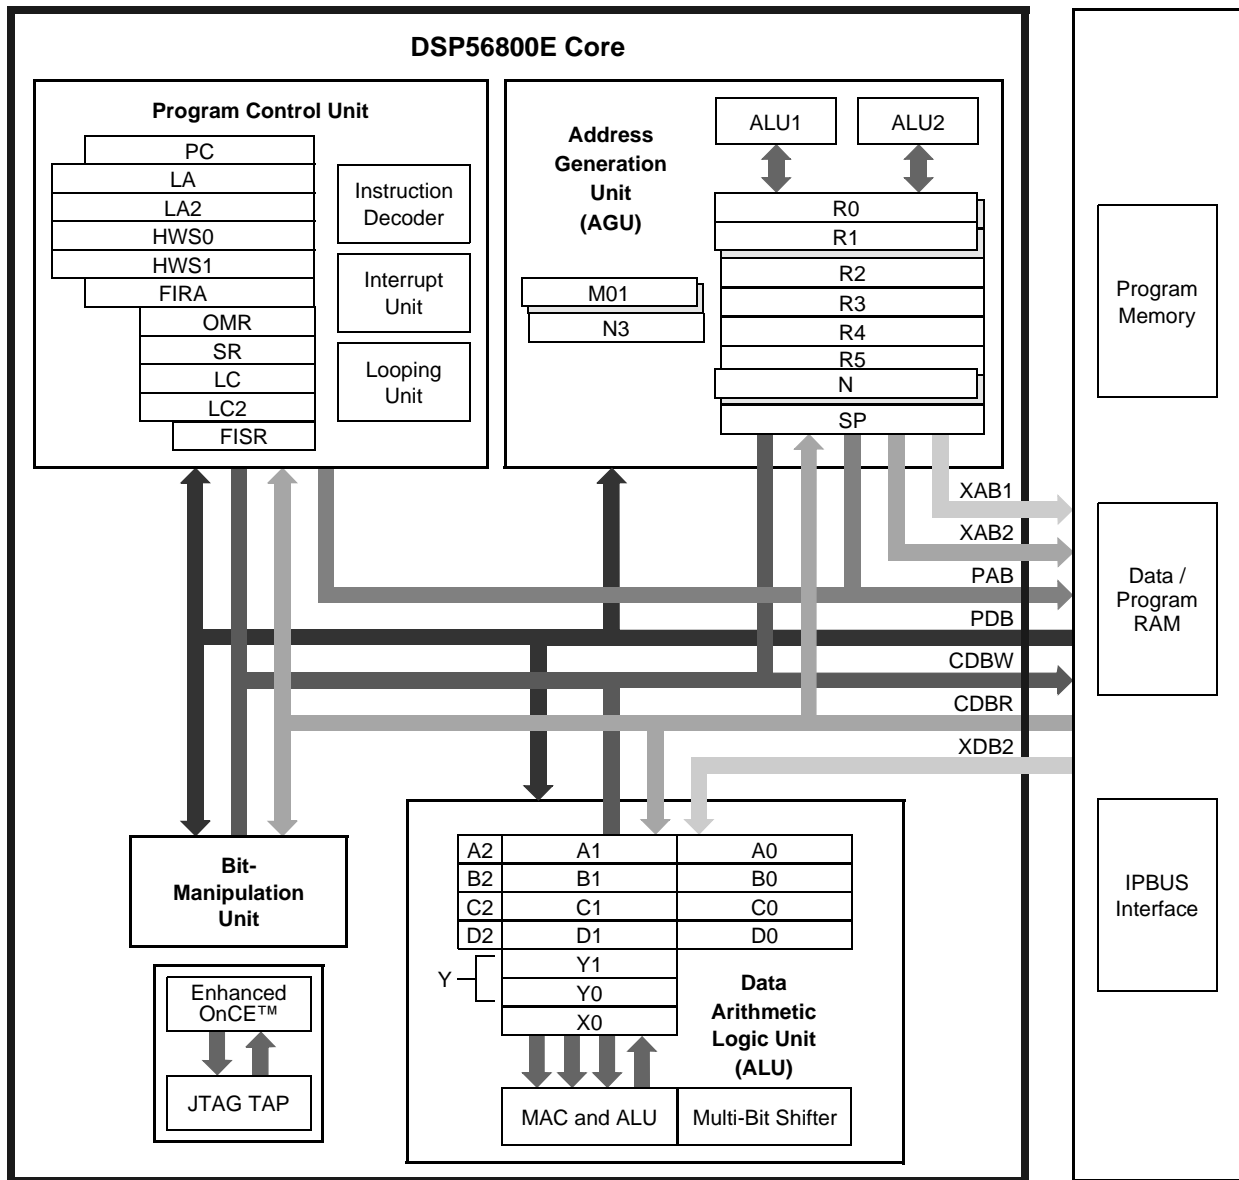 DSP56800E Core
Program Control Unit
PC
LA
LA2
HWS0
HWS1
FIRA
OMR
SR
LC
LC2
FISR
Instruction
Decoder
Interrupt
Unit
Looping
Unit
Address
Generation
Unit
(AGU)
ALU1
ALU2
R0
R1
R2
R3
R4
R5
N
SP
M01
N3
XAB1
XAB2
PAB
PDB
CDBW
CDBR
XDB2
Program
Memory
Data /
Program
RAM
IPBUS
Interface
Bit-
Manipulation
Unit
Enhanced
OnCE™
JTAG TAP
A2 A1 A0
B2 B1 B0
C2 C1 C0
D2 D1 D0
Y
Y1
Y0
X0
Data
Arithmetic
Logic Unit
(ALU)
MAC and ALU
Multi-Bit Shifter